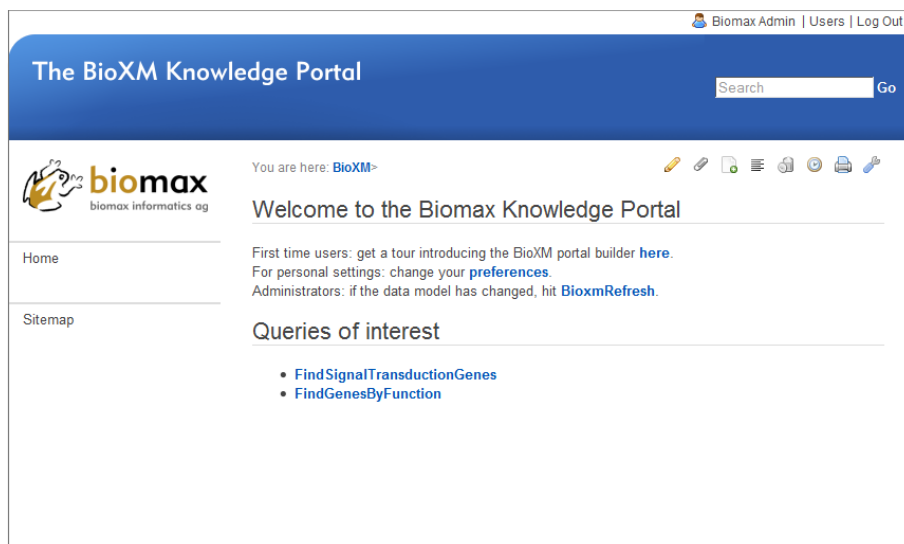 Biomax Admin | Users | Log Out
The BioXM Knowledge Portal
Search Go
biomax
biomax informatics ag
You are here: BioXM>
Welcome to the Biomax Knowledge Portal
Home
First time users: get a tour introducing the BioXM portal builder here.
For personal settings: change your preferences.
Administrators: if the data model has changed, hit BioxmRefresh.
Sitemap
Queries of interest
• FindSignalTransductionGenes
• FindGenesByFunction